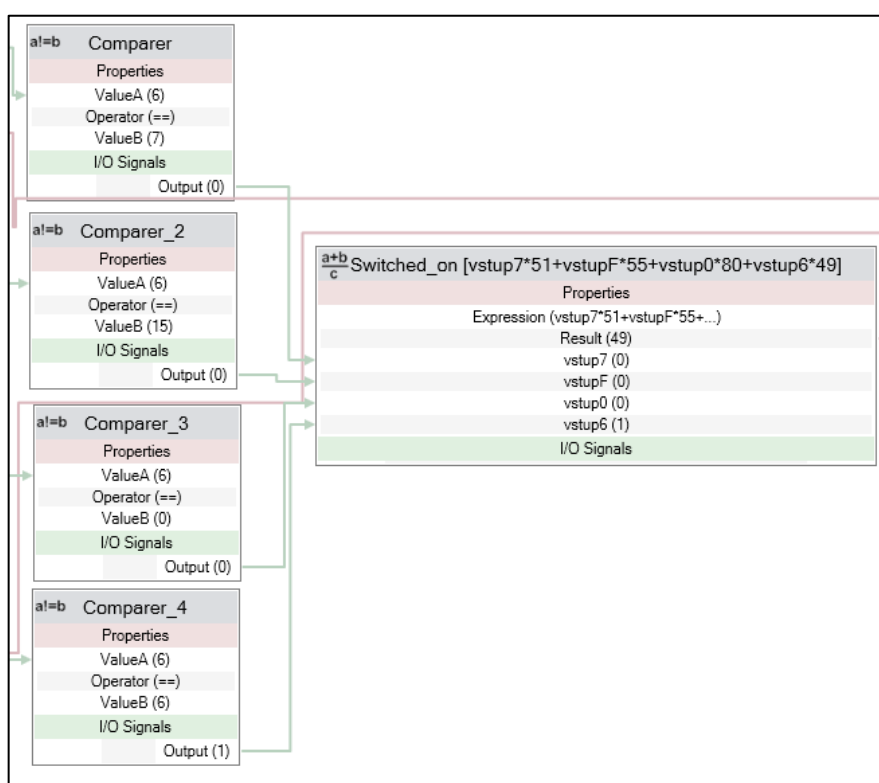 a!=b Comparer
Properties
ValueA (6)
Operator (==)
ValueB (7)
I/O Signals
Output (0)
a!=b Comparer_2
Properties
ValueA (6)
Operator (==)
ValueB (15)
I/O Signals
Output (0)
a!=b Comparer_3
Properties
ValueA (6)
Operator (==)
ValueB (0)
I/O Signals
Output (0)
a!=b Comparer_4
Properties
ValueA (6)
Operator (==)
ValueB (6)
I/O Signals
Output (1)
a+b
c
Switched_on [vstup7*51+vstupF*55+vstup0*80+vstup6*49]
Properties
Expression (vstup7*51+vstupF*55+...)
Result (49)
vstup7 (0)
vstupF (0)
vstup0 (0)
vstup6 (1)
I/O Signals